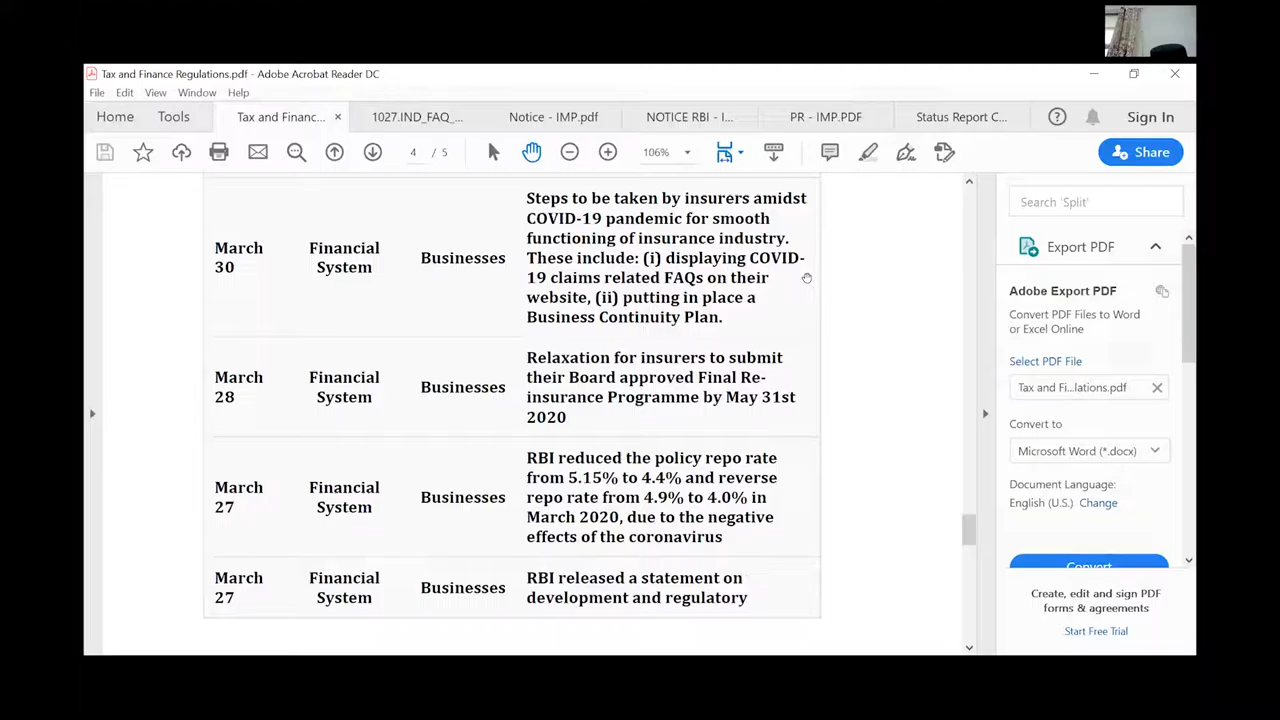 Tax and Finance Regulations.pdf - Adobe Acrobat Reader DC
File Edit View Window Help
Home Tools Tax and Financ... × 1027.IND_FAQ_... Notice - IMP.pdf NOTICE RBI - I... PR - IMP.PDF Status Report C... Sign In
4 / 5 106% Share
Steps to be taken by insurers amidst
COVID-19 pandemic for smooth
functioning of insurance industry.
March 30 Financial System Businesses These include: (i) displaying COVID-
19 claims related FAQs on their
website, (ii) putting in place a
Business Continuity Plan.
Relaxation for insurers to submit
March 28 Financial System Businesses their Board approved Final Re-
insurance Programme by May 31st
2020
RBI reduced the policy repo rate
from 5.15% to 4.4% and reverse
March 27 Financial System Businesses repo rate from 4.9% to 4.0% in
March 2020, due to the negative
effects of the coronavirus
March 27 Financial System Businesses RBI released a statement on
development and regulatory
Search 'Split'
Export PDF
Adobe Export PDF
Convert PDF Files to Word
or Excel Online
Select PDF File
Tax and Fi...lations.pdf
Convert to
Microsoft Word (*.docx)
Document Language:
English (U.S.) Change
Convert
Create, edit and sign PDF
forms & agreements
Start Free Trial